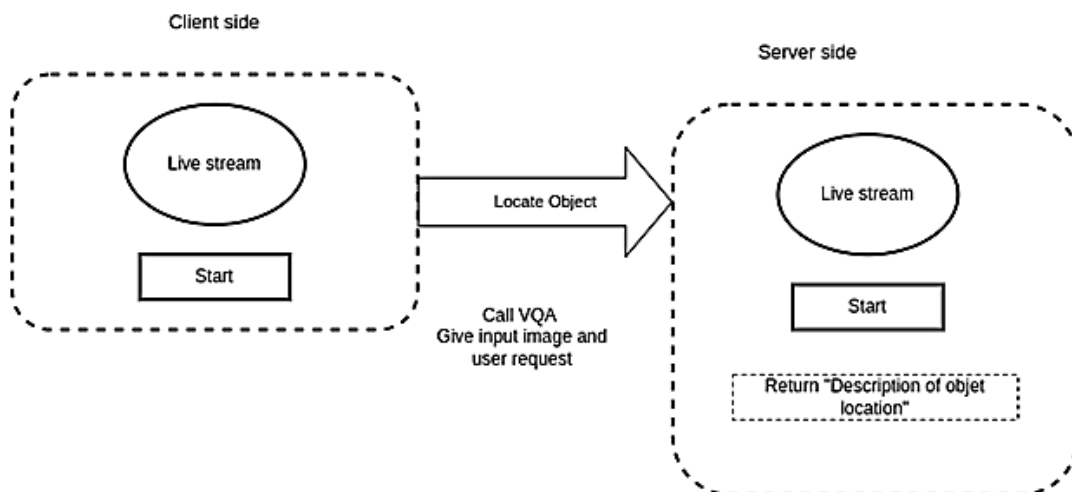 Client side
Server side
Live stream
Start
Locate Object
Call VQA
Give input image and
user request
Live stream
Start
Return "Description of objet
location"